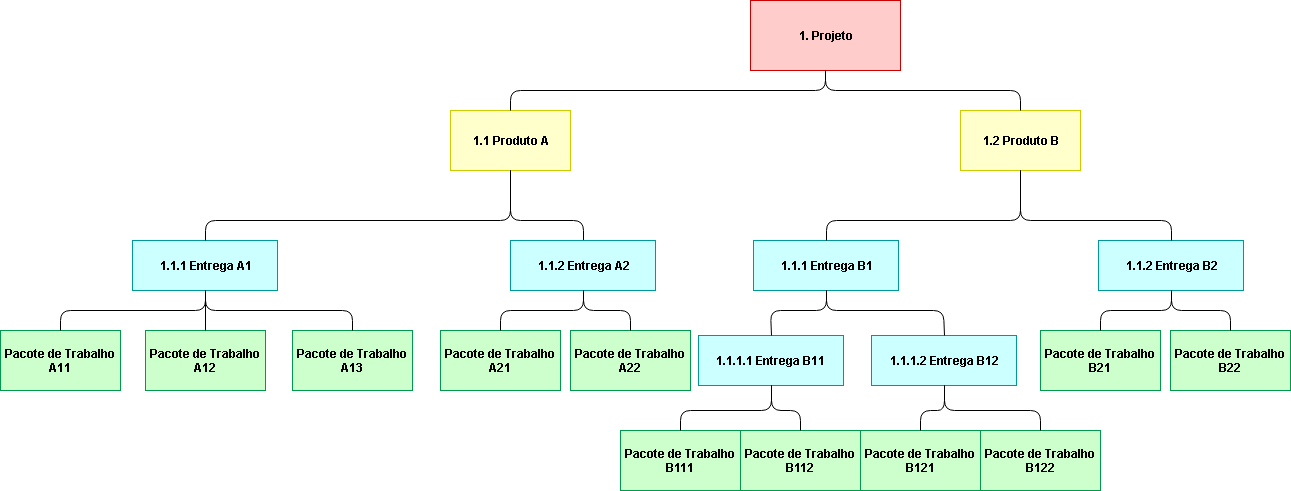 1. Projeto
1.1 Produto A
1.2 Produto B
1.1.1 Entrega A1
1.1.2 Entrega A2
1.1.1 Entrega B1
1.1.2 Entrega B2
Pacote de Trabalho
A11
Pacote de Trabalho
A12
Pacote de Trabalho
A13
Pacote de Trabalho
A21
Pacote de Trabalho
A22
1.1.1.1 Entrega B11
1.1.1.2 Entrega B12
Pacote de Trabalho
B21
Pacote de Trabalho
B22
Pacote de Trabalho
B111
Pacote de Trabalho
B112
Pacote de Trabalho
B121
Pacote de Trabalho
B122